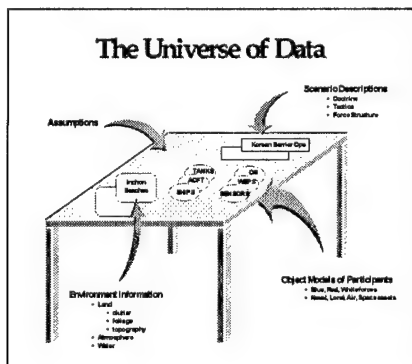 The Universe of Data
Scenario Descriptions
• Doctrine
• Tactics
• Force Structure
Assumptions
Korean Barrier Ops
Inchon
Beaches
TANKS
ACFT
SHIPS
C3I
WPS
SENSORS
Object Models of Participants
• Blue, Red, White forces
• Naval, Land, Air, Space assets
Environment Information
• Land
• clutter
• foliage
• topography
• Atmosphere
• Water